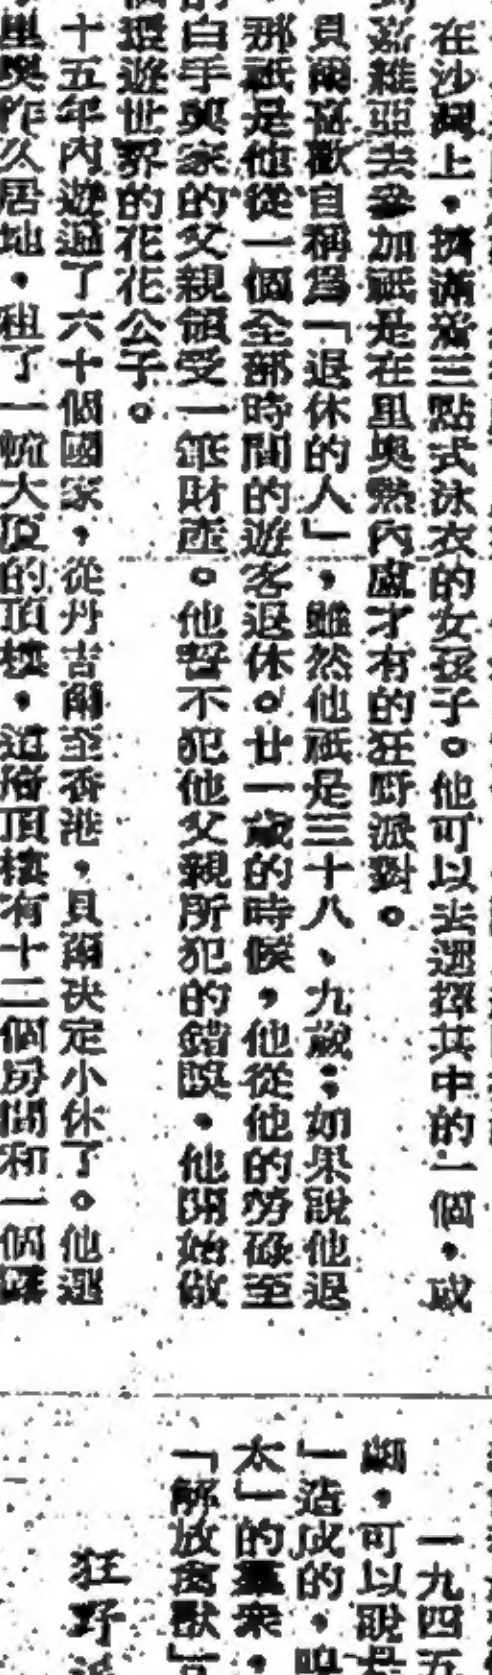 在沙灘上，擠滿着三點式泳衣的女孩子。他可以去選擇其中的一個，或
嘉維亞去參加祇是在里奧熱內盧才有的狂野派對。
貝爾喜歡自稱爲「退休的人」，雖然他祇是三十八、九歲；如果說他退
那祇是他從一個全部時間的遊客退休。廿一歲的時候，他從他的勞碌至
的白手興家的父親領受一筆財產。他誓不犯他父親所犯的錯誤，他開始做
環遊世界的花花公子。
十五年內遊過了六十個國家，從丹吉爾至香港，貝爾決定小休了。他選
里奧作久居地，租了一幢大廈的頂樓，這層頂樓有十二個房間和一個
一九四五
，可以說
一造成的，
太」的羣衆，
「解放禽獸」
狂野派